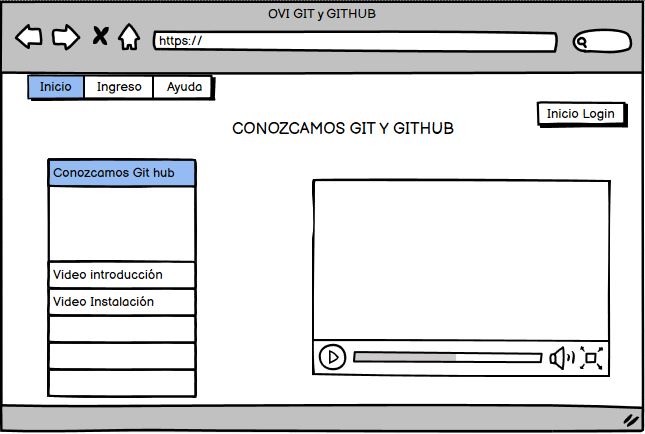 OVI GIT y GITHUB
https://
Inicio
Ingreso
Ayuda
Inicio Login
CONOZCAMOS GIT Y GITHUB
Conozcamos Git hub
Video introducción
Video Instalación